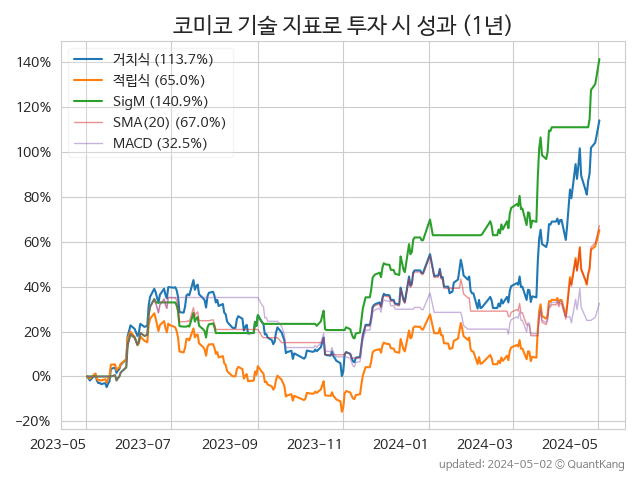 코미코 기술 지표로 투자 시 성과 (1년)
거치식 (113.7%)
적립식 (65.0%)
SigM (140.9%)
SMA(20) (67.0%)
MACD (32.5%)
140%
120%
100%
80%
60%
40%
20%
0%
−20%
2023-05 2023-07 2023-09 2023-11 2024-01 2024-03 2024-05
updated: 2024-05-02 © QuantKang